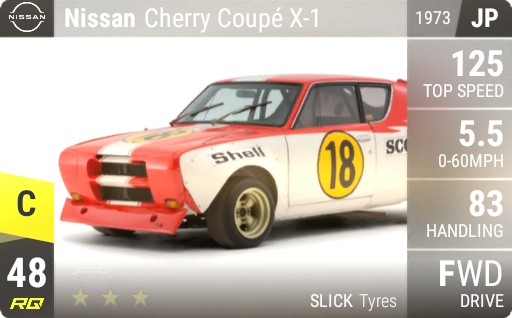 NISSAN
Nissan Cherry Coupé X-1
1973 JP
125
TOP SPEED
5.5
0-60MPH
83
HANDLING
FWD
DRIVE
C
48
RQ
Shell
18
SCC
SLICK Tyres